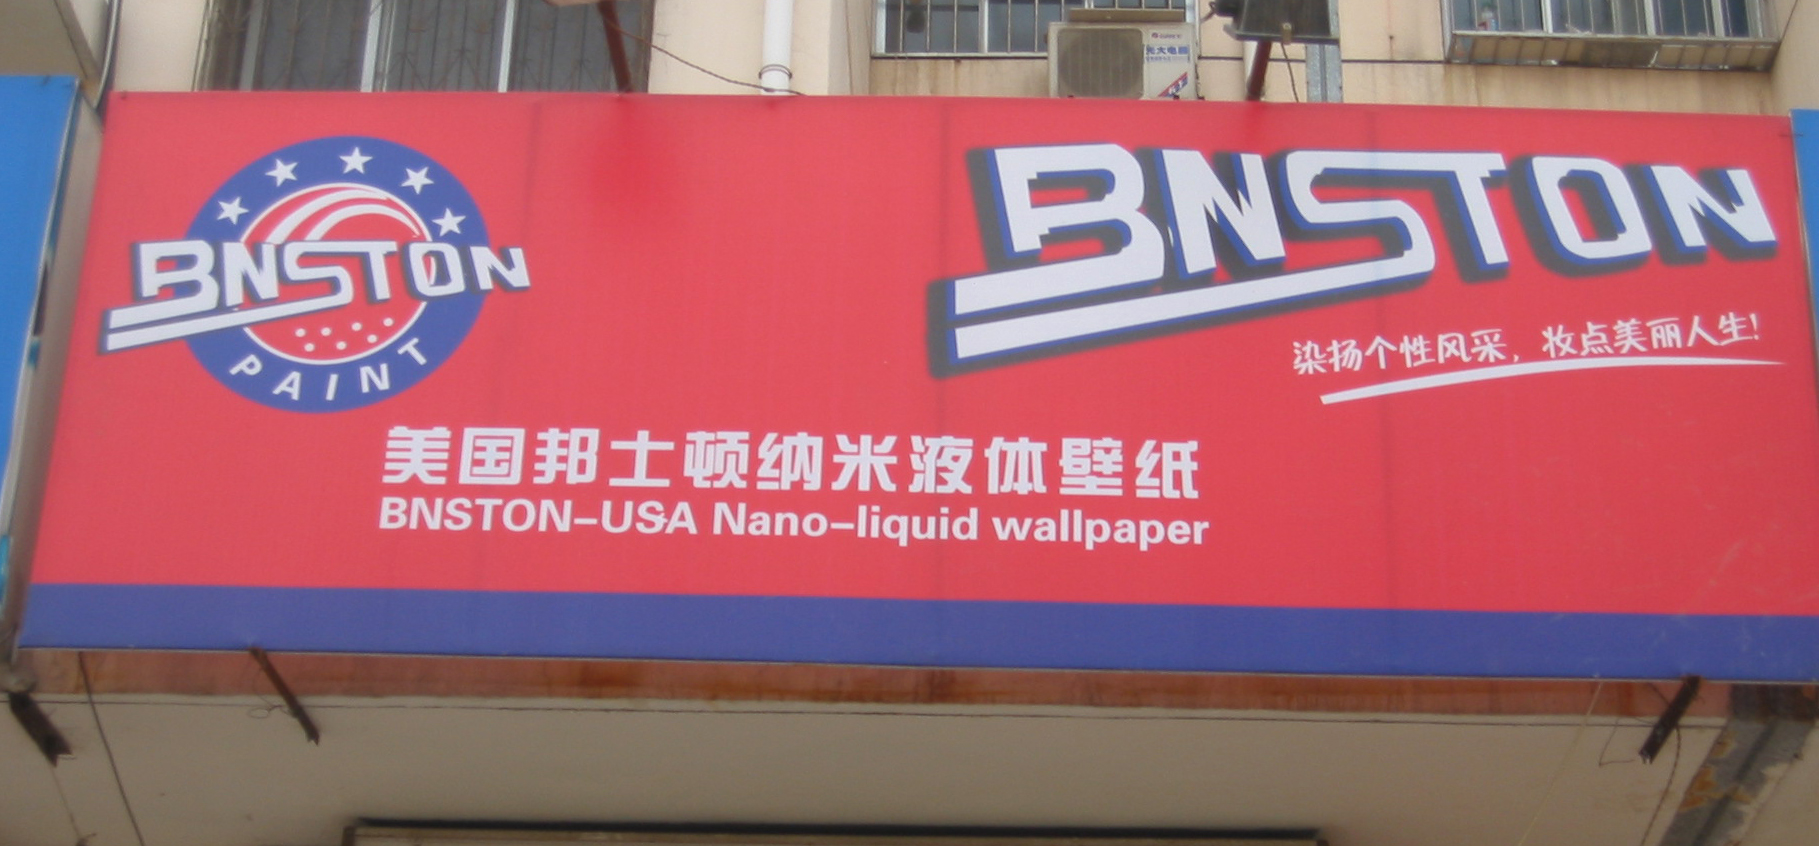 BNSTON
PAINT
BNSTON
染扬个性风采，妆点美丽人生!
美国邦士顿纳米液体壁纸
BNSTON-USA Nano-liquid wallpaper